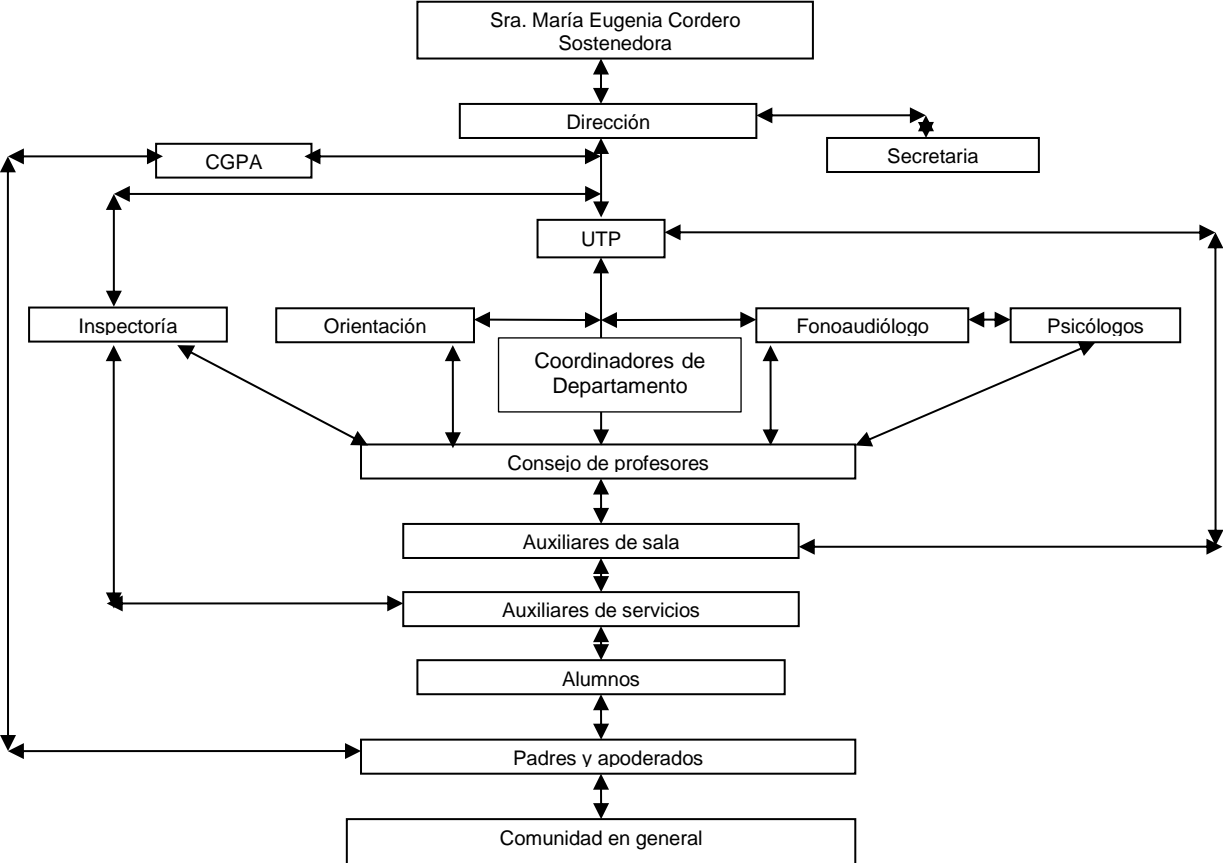 Sra. María Eugenia Cordero
Sostenedora
Dirección
CGPA
Secretaria
UTP
Inspectoría
Orientación
Fonoaudiólogo
Psicólogos
Coordinadores de
Departamento
Consejo de profesores
Auxiliares de sala
Auxiliares de servicios
Alumnos
Padres y apoderados
Comunidad en general